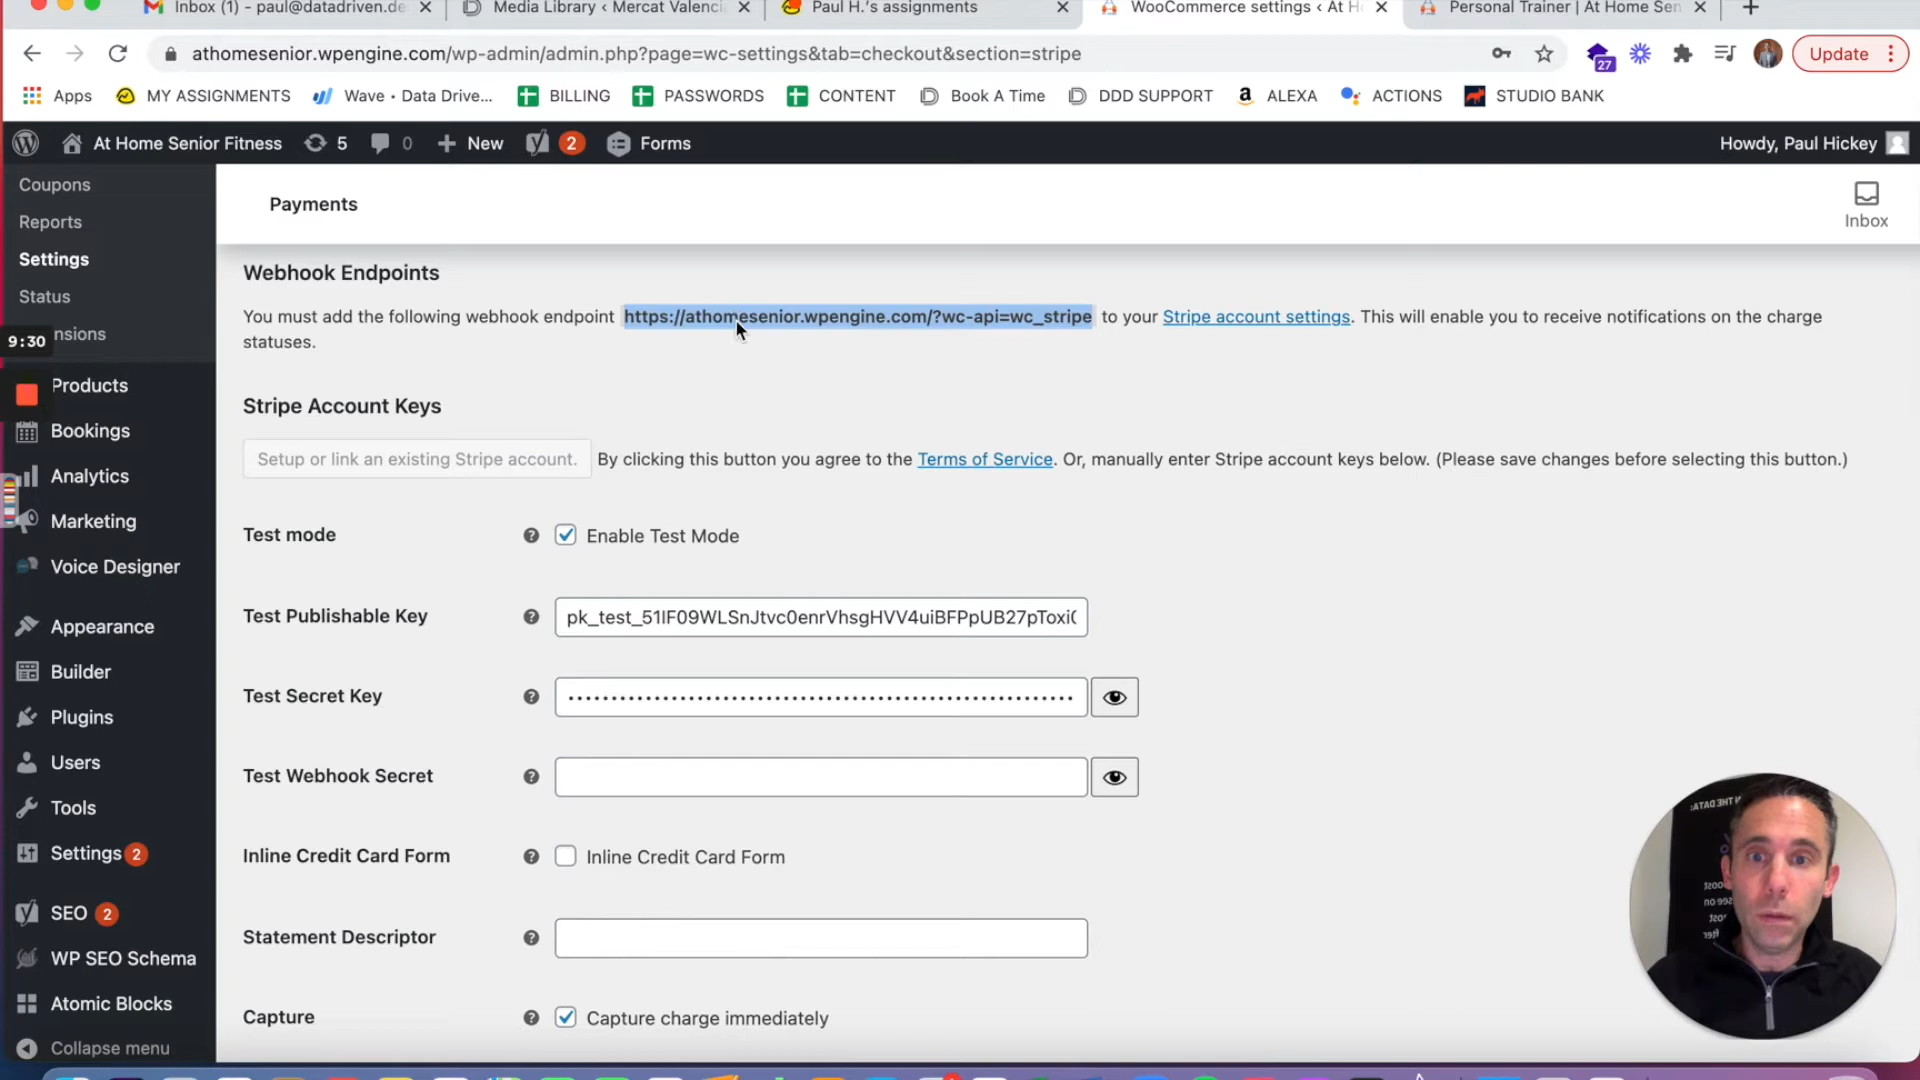 Inbox (1) - paul@datadriven.de
Media Library ‹ Mercat Valenci
Paul H.'s assignments
WooCommerce settings ‹ At H
Personal Trainer | At Home Sen
athomesenior.wpengine.com/wp-admin/admin.php?page=wc-settings&tab=checkout&section=stripe
27
Update
Apps
MY ASSIGNMENTS
Wave • Data Drive...
BILLING
PASSWORDS
CONTENT
Book A Time
DDD SUPPORT
ALEXA
ACTIONS
STUDIO BANK
At Home Senior Fitness
5
0
New
2
Forms
Howdy, Paul Hickey
Coupons
Reports
Settings
Status
nsions
9:30
Products
Bookings
Analytics
Marketing
Voice Designer
Appearance
Builder
Plugins
Users
Tools
Settings 2
SEO 2
WP SEO Schema
Atomic Blocks
Collapse menu
Payments
Inbox
Webhook Endpoints
You must add the following webhook endpoint https://athomesenior.wpengine.com/?wc-api=wc_stripe to your Stripe account settings. This will enable you to receive notifications on the charge
statuses.
Stripe Account Keys
Setup or link an existing Stripe account. By clicking this button you agree to the Terms of Service. Or, manually enter Stripe account keys below. (Please save changes before selecting this button.)
Test mode
Enable Test Mode
Test Publishable Key
pk_test_51IF09WLSnJtvc0enrVhsgHVV4uiBFPpUB27pToxi
Test Secret Key
Test Webhook Secret
Inline Credit Card Form
Inline Credit Card Form
Statement Descriptor
Capture
Capture charge immediately